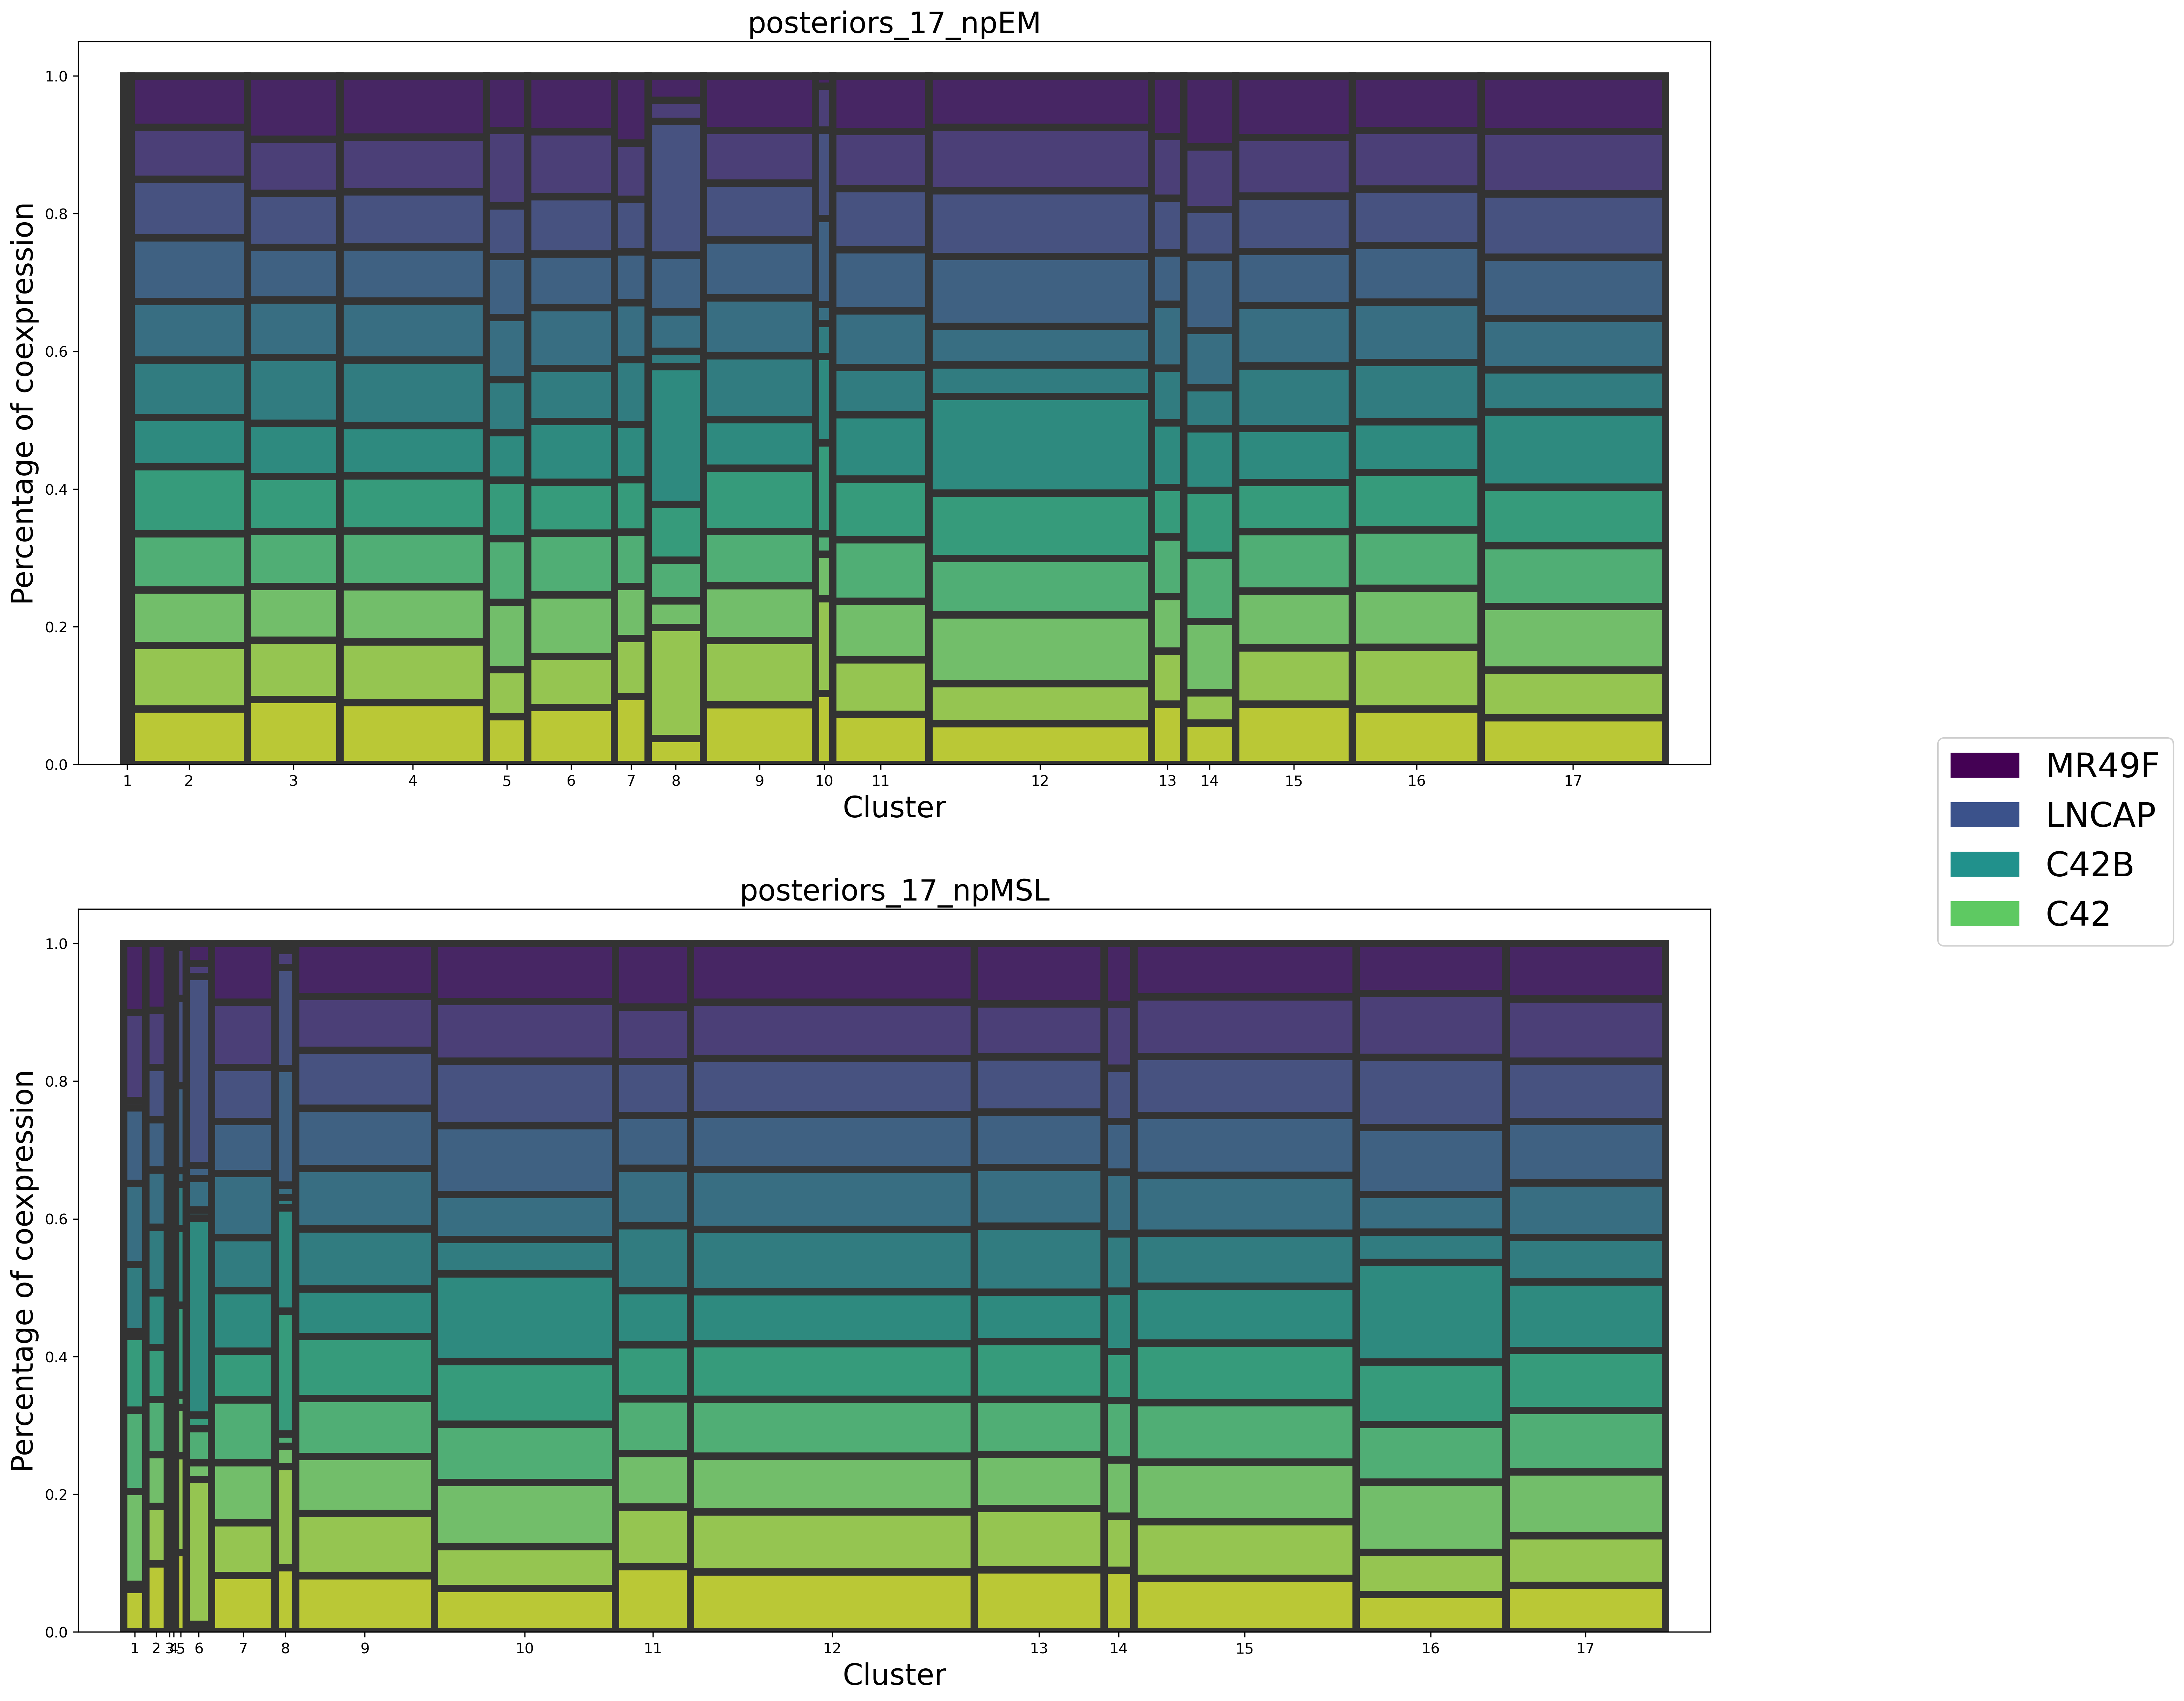 posteriors_17_npEM
Percentage of coexpression
1.0
0.8
0.6
0.4
0.2
0.0
1 2 3 4 5 6 7 8 9 10 11 12 13 14 15 16 17
Cluster
MR49F
LNCAP
C42B
C42
posteriors_17_npMSL
Percentage of coexpression
1.0
0.8
0.6
0.4
0.2
0.0
1 2 3 4 5 6 7 8 9 10 11 12 13 14 15 16 17
Cluster